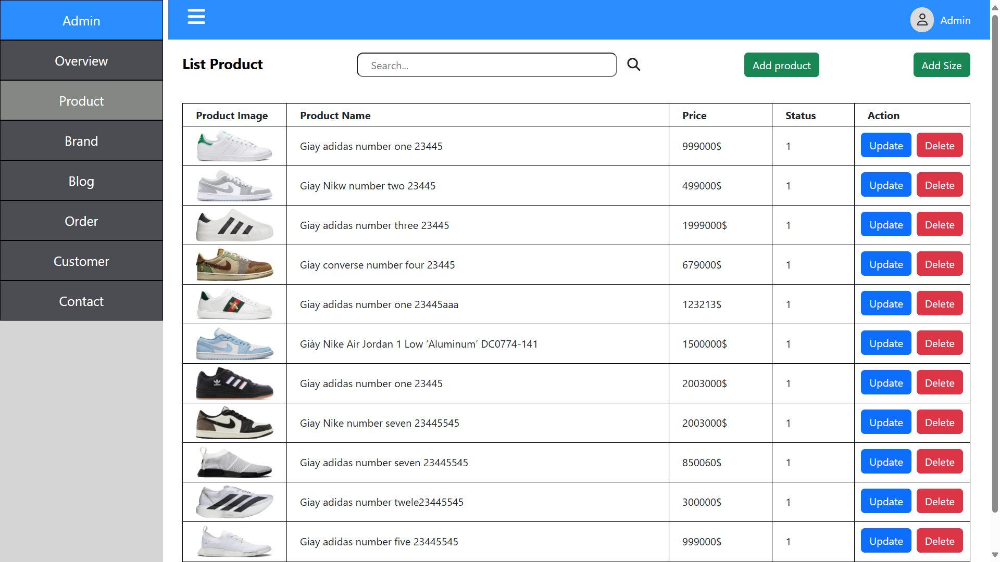 Admin
Admin
Overview
Product
Brand
Blog
Order
Customer
Contact
List Product
Search...
Add product
Add Size
Product Image Product Name Price Status Action
Giay adidas number one 23445 999000$ 1 Update Delete
Giay Nikw number two 23445 499000$ 1 Update Delete
Giay adidas number three 23445 1999000$ 1 Update Delete
Giay converse number four 23445 679000$ 1 Update Delete
Giay adidas number one 23445aaa 123213$ 1 Update Delete
Giày Nike Air Jordan 1 Low ‘Aluminum’ DC0774-141 1500000$ 1 Update Delete
Giay adidas number one 23445 2003000$ 1 Update Delete
Giay Nike number seven 23445545 2003000$ 1 Update Delete
Giay adidas number seven 23445545 850060$ 1 Update Delete
Giay adidas number twele23445545 300000$ 1 Update Delete
Giay adidas number five 23445545 999000$ 1 Update Delete